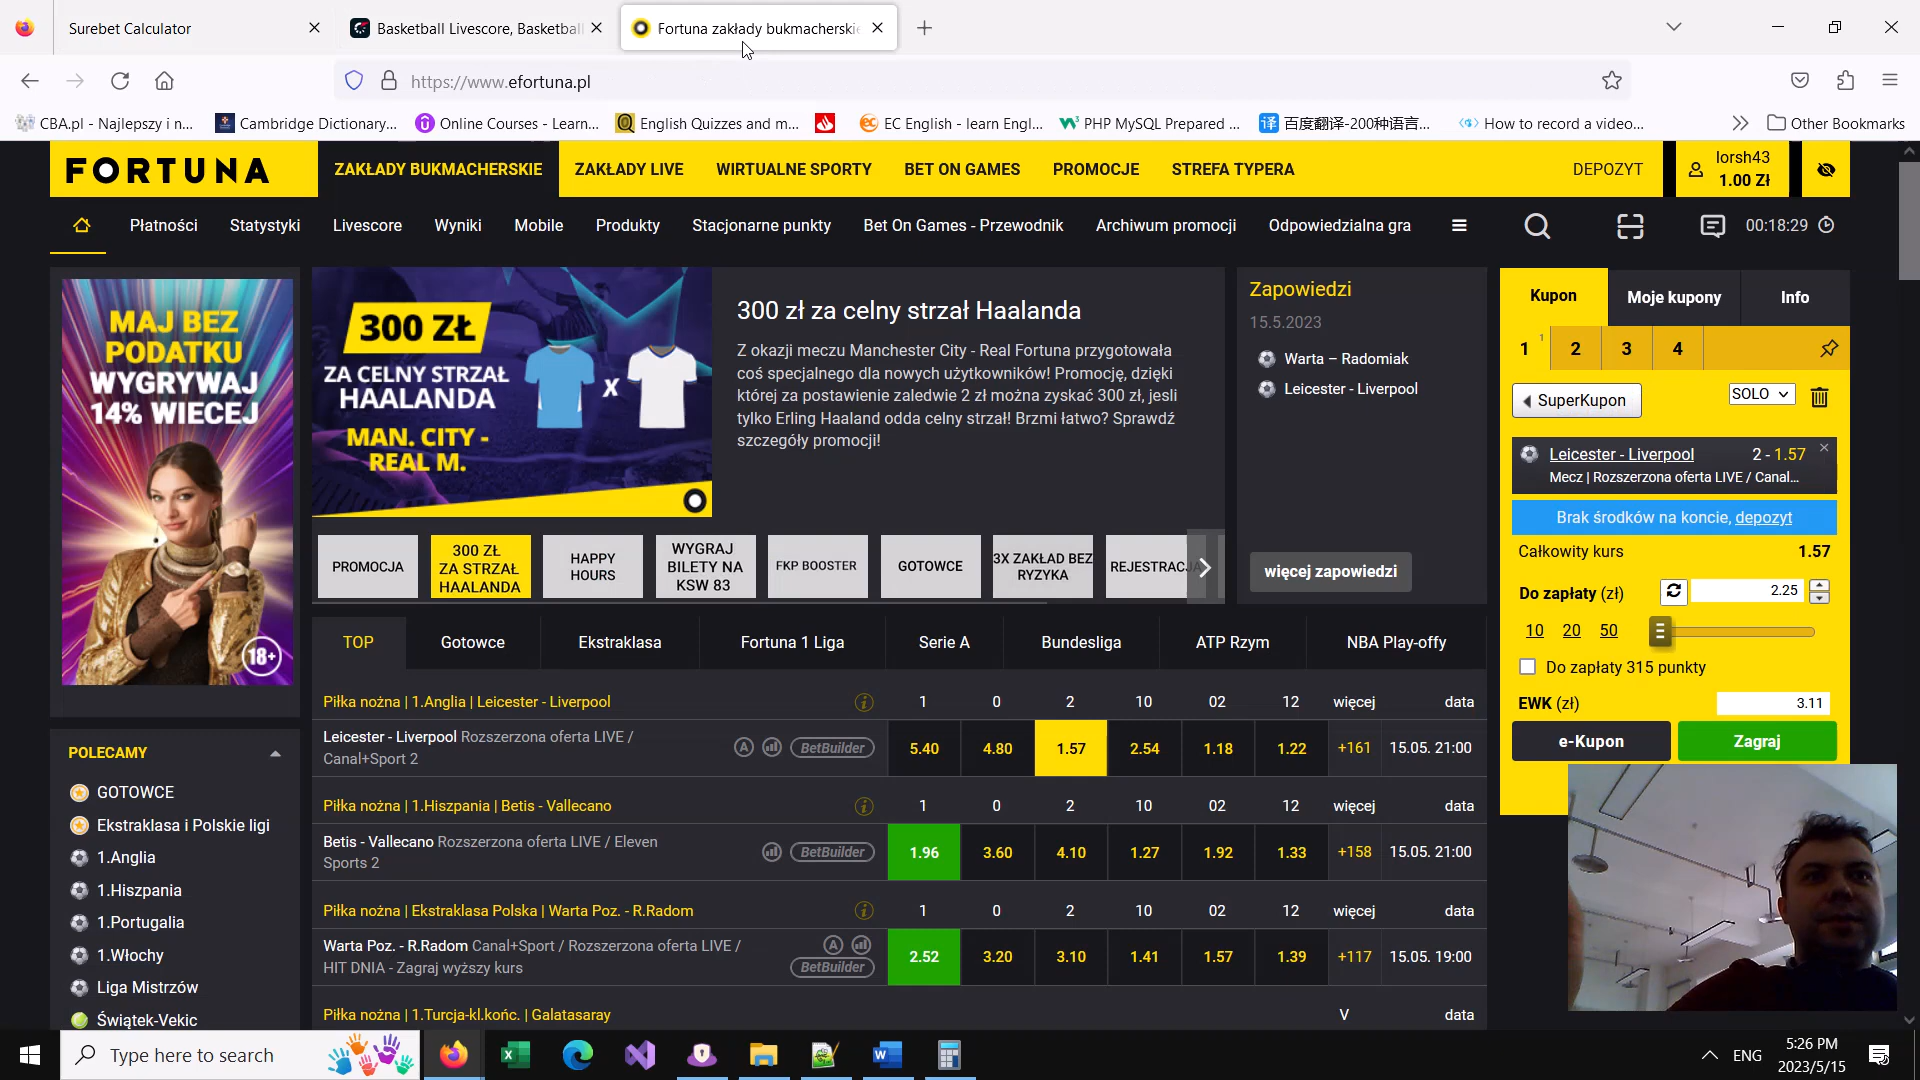 Surebet Calculator
Basketball Livescore, Basketball
Fortuna zakłady bukmacherskie
https://www.efortuna.pl
CBA.pl - Najlepszy i n...
Cambridge Dictionary...
Online Courses - Learn...
English Quizzes and m...
EC English - learn Engl...
PHP MySQL Prepared ...
百度翻译-200种语言...
How to record a video...
Other Bookmarks
FORTUNA
ZAKŁADY BUKMACHERSKIE
ZAKŁADY LIVE
WIRTUALNE SPORTY
BET ON GAMES
PROMOCJE
STREFA TYPERA
DEPOZYT
lorsh43
1.00 Zł
Płatności
Statystyki
Livescore
Wyniki
Mobile
Produkty
Stacjonarne punkty
Bet On Games - Przewodnik
Archiwum promocji
Odpowiedzialna gra
00:18:29
MAJ BEZ
PODATKU
WYGRYWAJ
14% WIECEJ
18+
300 ZŁ
ZA CELNY STRZAŁ
HAALANDA
X
MAN. CITY -
REAL M.
300 zł za celny strzał Haalanda
Z okazji meczu Manchester City - Real Fortuna przygotowała
coś specjalnego dla nowych użytkowników! Promocję, dzięki
której za postawienie zaledwie 2 zł można zyskać 300 zł, jesli
tylko Erling Haaland odda celny strzał! Brzmi łatwo? Sprawdź
szczegóły promocji!
PROMOCJA
300 ZŁ
ZA STRZAŁ
HAALANDA
HAPPY
HOURS
WYGRAJ
BILETY NA
KSW 83
FKP BOOSTER
GOTOWCE
3X ZAKŁAD BEZ
RYZYKA
REJESTRACJA
Zapowiedzi
15.5.2023
Warta – Radomiak
Leicester - Liverpool
więcej zapowiedzi
Kupon
Moje kupony
Info
1 1 2 3 4
SuperKupon
SOLO
Leicester - Liverpool 2 - 1.57
Mecz | Rozszerzona oferta LIVE / Canal...
Brak środków na koncie, depozyt
Całkowity kurs 1.57
Do zapłaty (zł) 2.25
10 20 50
Do zapłaty 315 punkty
EWK (zł) 3.11
e-Kupon
Zagraj
TOP
Gotowce
Ekstraklasa
Fortuna 1 Liga
Serie A
Bundesliga
ATP Rzym
NBA Play-offy
Piłka nożna | 1.Anglia | Leicester - Liverpool 1 0 2 10 02 12 więcej data
Leicester - Liverpool Rozszerzona oferta LIVE /
Canal+Sport 2
A BetBuilder 5.40 4.80 1.57 2.54 1.18 1.22 +161 15.05. 21:00
Piłka nożna | 1.Hiszpania | Betis - Vallecano 1 0 2 10 02 12 więcej data
Betis - Vallecano Rozszerzona oferta LIVE / Eleven
Sports 2
BetBuilder 1.96 3.60 4.10 1.27 1.92 1.33 +158 15.05. 21:00
Piłka nożna | Ekstraklasa Polska | Warta Poz. - R.Radom 1 0 2 10 02 12 więcej data
Warta Poz. - R.Radom Canal+Sport / Rozszerzona oferta LIVE /
HIT DNIA - Zagraj wyższy kurs
A BetBuilder 2.52 3.20 3.10 1.41 1.57 1.39 +117 15.05. 19:00
Piłka nożna | 1.Turcja-kl.końc. | Galatasaray V data
POLECAMY
GOTOWCE
Ekstraklasa i Polskie ligi
1.Anglia
1.Hiszpania
1.Portugalia
1.Włochy
Liga Mistrzów
Świątek-Vekic
Type here to search
ENG
5:26 PM
2023/5/15